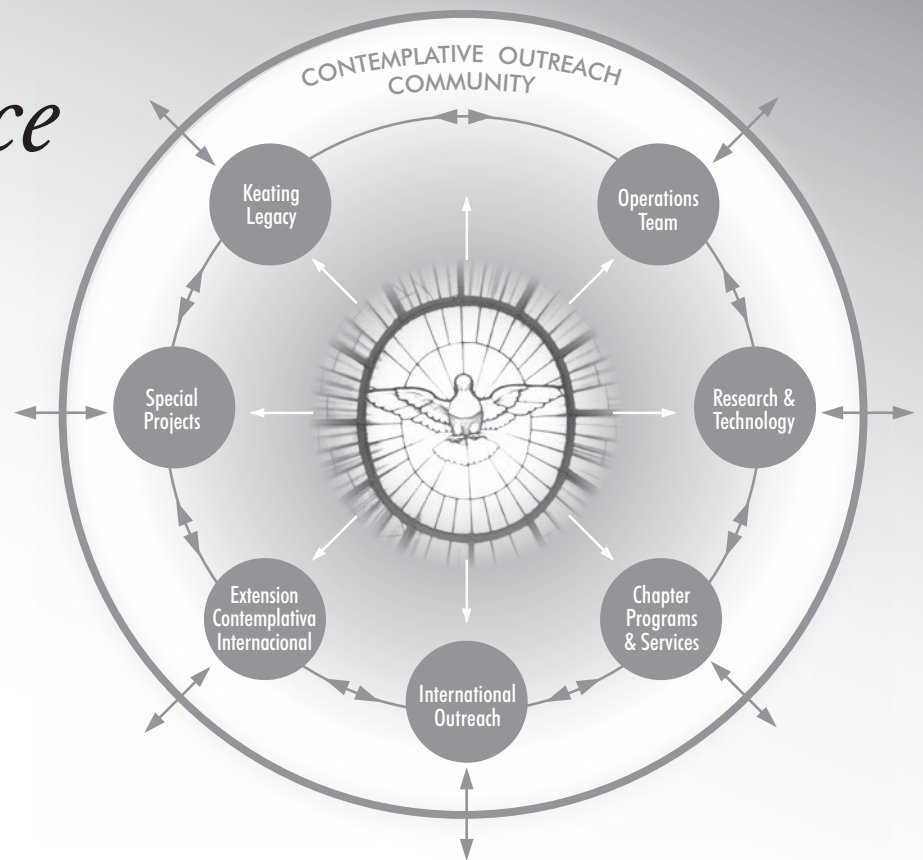 CONTEMPLATIVE OUTREACH
COMMUNITY
Keating
Legacy
Operations
Team
Special
Projects
Research &
Technology
Extension
Contemplativa
Internacional
Chapter
Programs
& Services
International
Outreach